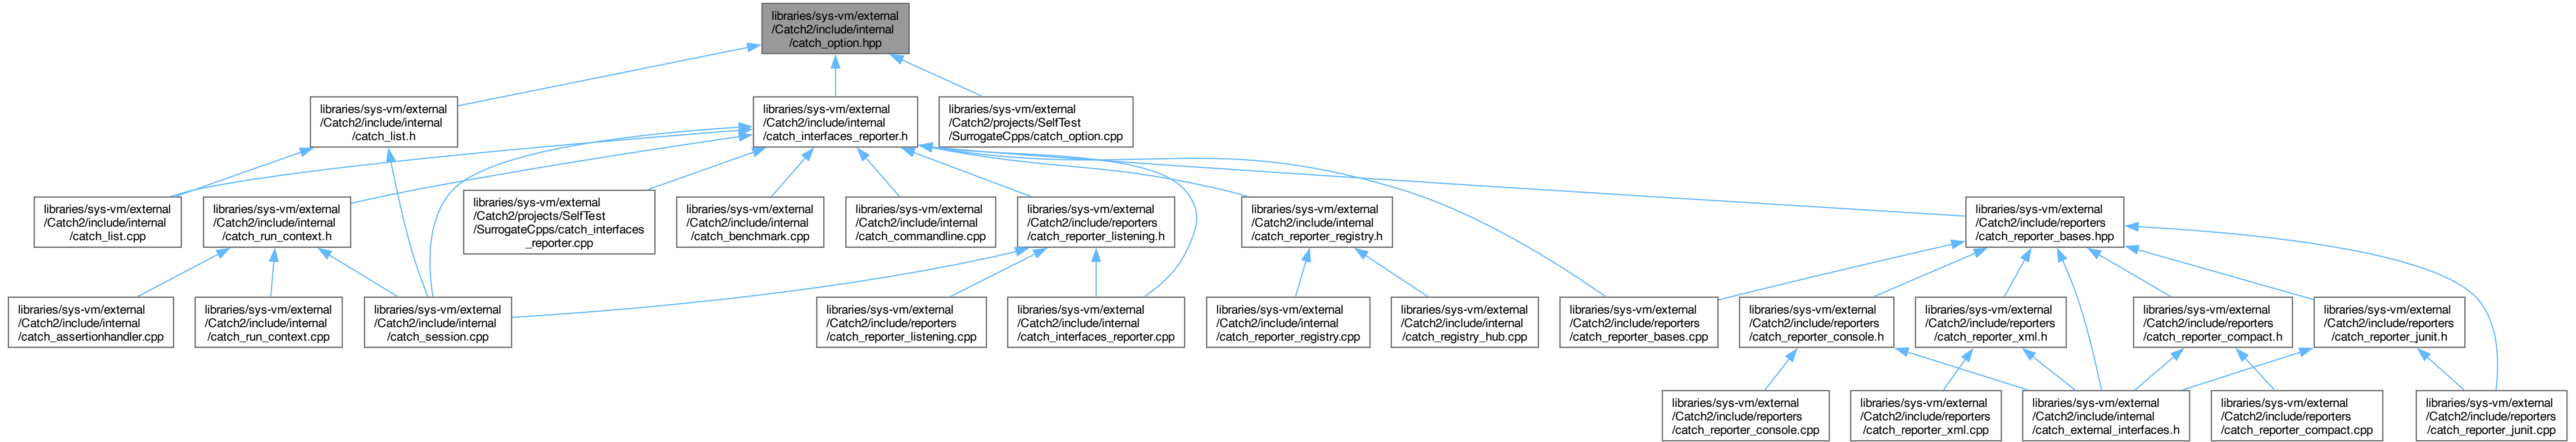 libraries/sys-vm/external
/Catch2/include/internal
/catch_option.hpp
libraries/sys-vm/external
/Catch2/include/internal
/catch_list.h
libraries/sys-vm/external
/Catch2/include/internal
/catch_interfaces_reporter.h
libraries/sys-vm/external
/Catch2/projects/SelfTest
/SurrogateCpps/catch_option.cpp
libraries/sys-vm/external
/Catch2/include/internal
/catch_list.cpp
libraries/sys-vm/external
/Catch2/include/internal
/catch_run_context.h
libraries/sys-vm/external
/Catch2/projects/SelfTest
/SurrogateCpps/catch_interfaces
_reporter.cpp
libraries/sys-vm/external
/Catch2/include/internal
/catch_benchmark.cpp
libraries/sys-vm/external
/Catch2/include/internal
/catch_commandline.cpp
libraries/sys-vm/external
/Catch2/include/reporters
/catch_reporter_listening.h
libraries/sys-vm/external
/Catch2/include/internal
/catch_reporter_registry.h
libraries/sys-vm/external
/Catch2/include/reporters
/catch_reporter_bases.hpp
libraries/sys-vm/external
/Catch2/include/internal
/catch_assertionhandler.cpp
libraries/sys-vm/external
/Catch2/include/internal
/catch_run_context.cpp
libraries/sys-vm/external
/Catch2/include/internal
/catch_session.cpp
libraries/sys-vm/external
/Catch2/include/reporters
/catch_reporter_listening.cpp
libraries/sys-vm/external
/Catch2/include/internal
/catch_interfaces_reporter.cpp
libraries/sys-vm/external
/Catch2/include/internal
/catch_reporter_registry.cpp
libraries/sys-vm/external
/Catch2/include/internal
/catch_registry_hub.cpp
libraries/sys-vm/external
/Catch2/include/reporters
/catch_reporter_bases.cpp
libraries/sys-vm/external
/Catch2/include/reporters
/catch_reporter_console.h
libraries/sys-vm/external
/Catch2/include/reporters
/catch_reporter_xml.h
libraries/sys-vm/external
/Catch2/include/reporters
/catch_reporter_compact.h
libraries/sys-vm/external
/Catch2/include/reporters
/catch_reporter_junit.h
libraries/sys-vm/external
/Catch2/include/reporters
/catch_reporter_console.cpp
libraries/sys-vm/external
/Catch2/include/reporters
/catch_reporter_xml.cpp
libraries/sys-vm/external
/Catch2/include/internal
/catch_external_interfaces.h
libraries/sys-vm/external
/Catch2/include/reporters
/catch_reporter_compact.cpp
libraries/sys-vm/external
/Catch2/include/reporters
/catch_reporter_junit.cpp